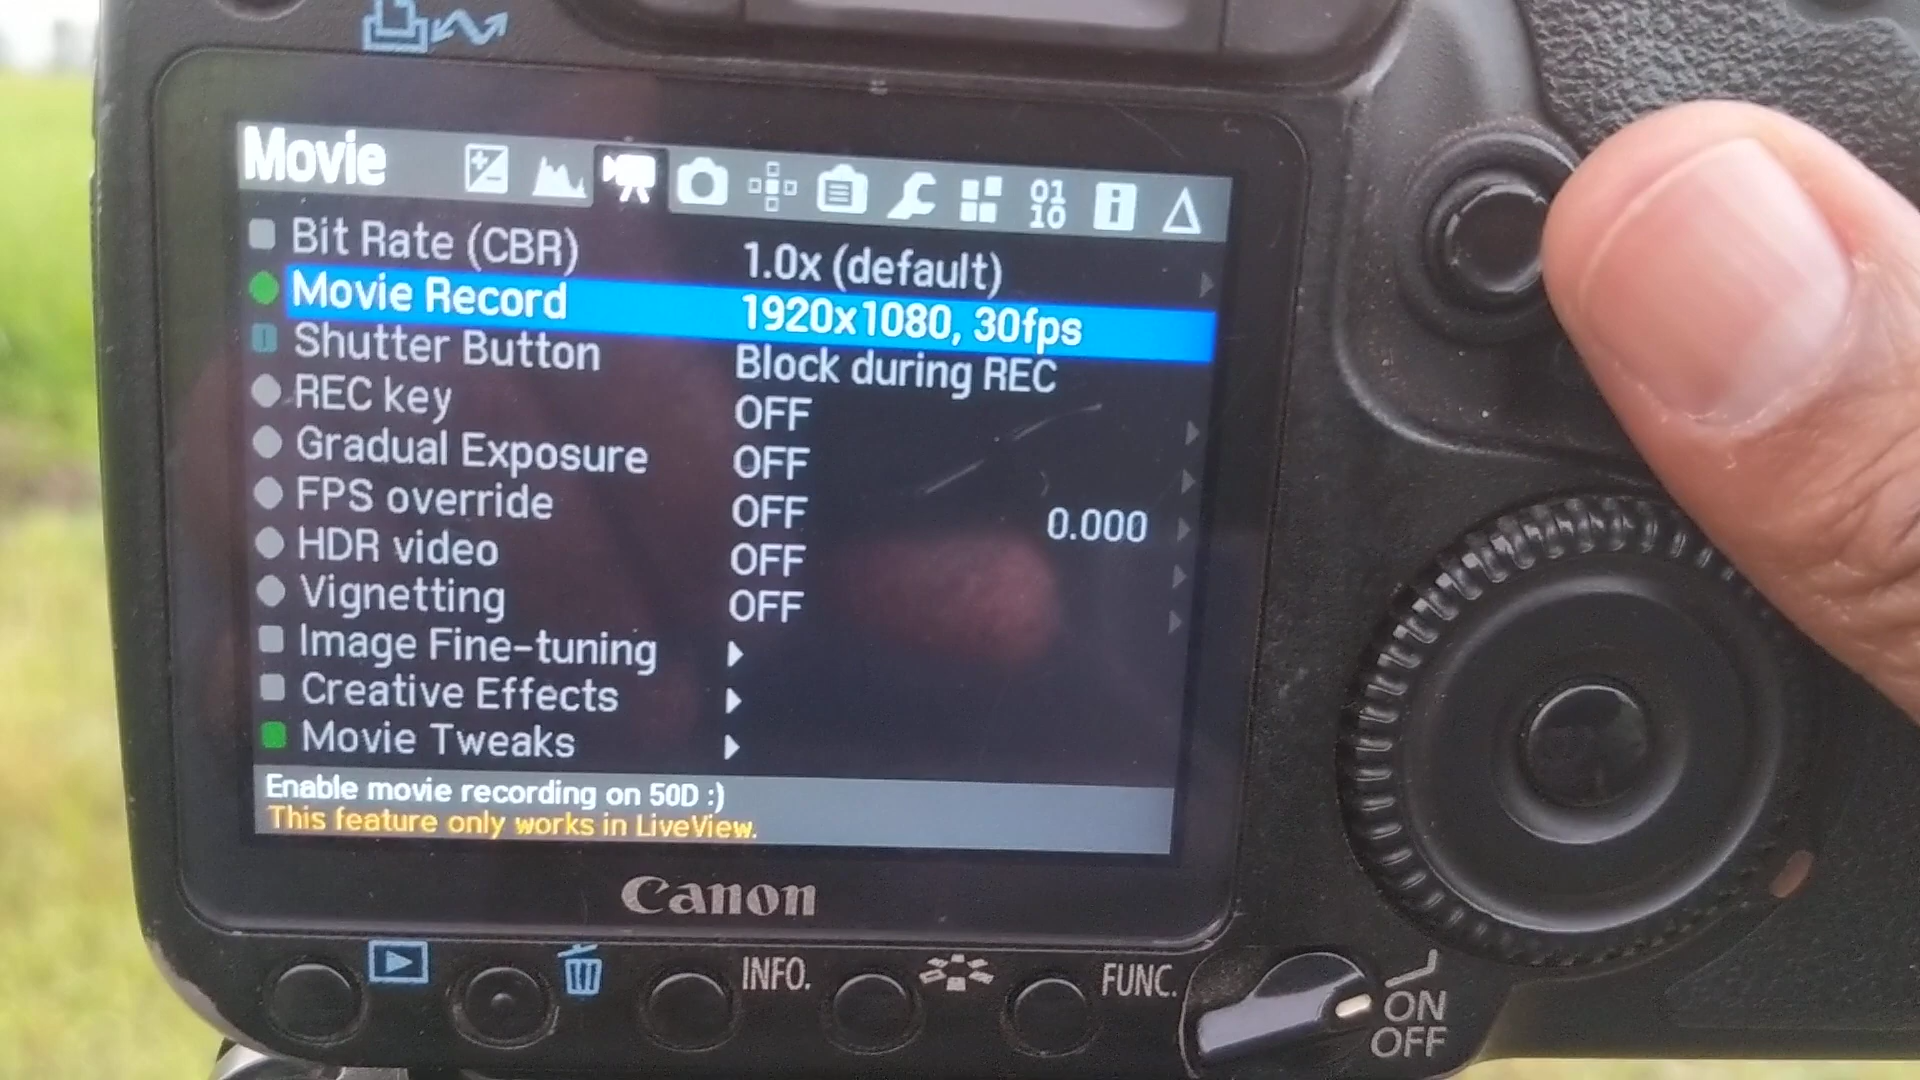 Movie
01
10
Bit Rate (CBR) 1.0x (default)
Movie Record 1920x1080, 30fps
Shutter Button Block during REC
REC key OFF
Gradual Exposure OFF
FPS override OFF 0.000
HDR video OFF
Vignetting OFF
Image Fine-tuning
Creative Effects
Movie Tweaks
Enable movie recording on 50D :)
This feature only works in LiveView.
Canon
INFO.
FUNC.
ON
OFF